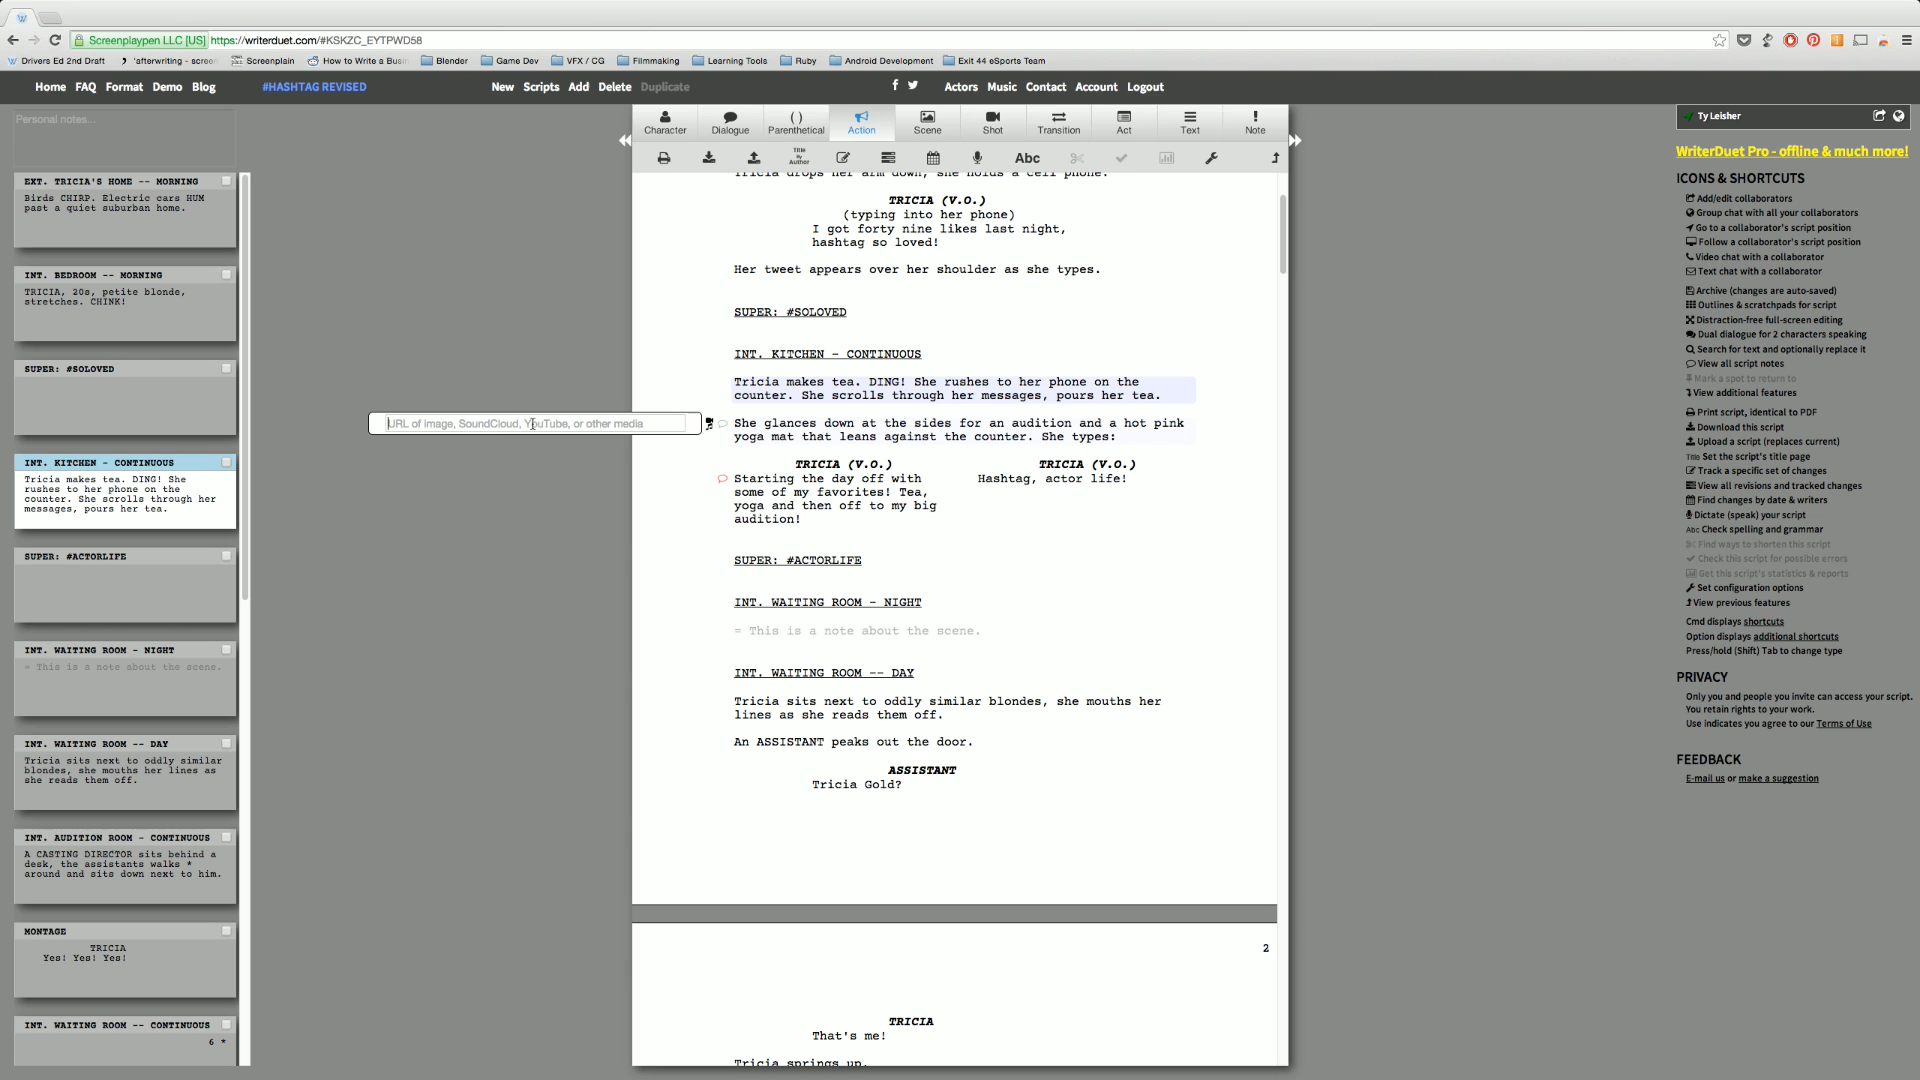 Screenplaypen LLC [US] https://writerduet.com/#KSKZC_EYTPWD58
Drivers Ed 2nd Draft
'afterwriting - screen
Screenplain
How to Write a Busi
Blender
Game Dev
VFX / CG
Filmmaking
Learning Tools
Ruby
Android Development
Exit 44 eSports Team
Home FAQ Format Demo Blog
#HASHTAG REVISED
New Scripts Add Delete Duplicate
Actors Music Contact Account Logout
Personal notes...
EXT. TRICIA'S HOME -- MORNING
Birds CHIRP. Electric cars HUM
past a quiet suburban home.
INT. BEDROOM -- MORNING
TRICIA, 20s, petite blonde,
stretches. CHINK!
SUPER: #SOLOVED
INT. KITCHEN - CONTINUOUS
Tricia makes tea. DING! She
rushes to her phone on the
counter. She scrolls through her
messages, pours her tea.
SUPER: #ACTORLIFE
INT. WAITING ROOM - NIGHT
= This is a note about the scene.
INT. WAITING ROOM -- DAY
Tricia sits next to oddly similar
blondes, she mouths her lines as
she reads them off.
INT. AUDITION ROOM - CONTINUOUS
A CASTING DIRECTOR sits behind a
desk, the assistants walks *
around and sits down next to him.
MONTAGE
TRICIA
Yes! Yes! Yes!
INT. WAITING ROOM -- CONTINUOUS
6 *
URL of image, SoundCloud, YouTube, or other media
Character
Dialogue
( )
Parenthetical
Action
Scene
Shot
Transition
Act
Text
Note
Title
By
Author
Abc
Tricia drops her arm down, she holds a cell phone.
TRICIA (V.O.)
(typing into her phone)
I got forty nine likes last night,
hashtag so loved!
Her tweet appears over her shoulder as she types.
SUPER: #SOLOVED
INT. KITCHEN - CONTINUOUS
Tricia makes tea. DING! She rushes to her phone on the
counter. She scrolls through her messages, pours her tea.
She glances down at the sides for an audition and a hot pink
yoga mat that leans against the counter. She types:
TRICIA (V.O.)
Starting the day off with
some of my favorites! Tea,
yoga and then off to my big
audition!
TRICIA (V.O.)
Hashtag, actor life!
SUPER: #ACTORLIFE
INT. WAITING ROOM - NIGHT
= This is a note about the scene.
INT. WAITING ROOM -- DAY
Tricia sits next to oddly similar blondes, she mouths her
lines as she reads them off.
An ASSISTANT peaks out the door.
ASSISTANT
Tricia Gold?
2
TRICIA
That's me!
Tricia springs up.
Ty Leisher
WriterDuet Pro - offline & much more!
ICONS & SHORTCUTS
Add/edit collaborators
Group chat with all your collaborators
Go to a collaborator's script position
Follow a collaborator's script position
Video chat with a collaborator
Text chat with a collaborator
Archive (changes are auto-saved)
Outlines & scratchpads for script
Distraction-free full-screen editing
Dual dialogue for 2 characters speaking
Search for text and optionally replace it
View all script notes
Mark a spot to return to
View additional features
Print script, identical to PDF
Download this script
Upload a script (replaces current)
Title Set the script's title page
Track a specific set of changes
View all revisions and tracked changes
Find changes by date & writers
Dictate (speak) your script
Abc Check spelling and grammar
Find ways to shorten this script
Check this script for possible errors
Get this script's statistics & reports
Set configuration options
View previous features
Cmd displays shortcuts
Option displays additional shortcuts
Press/hold (Shift) Tab to change type
PRIVACY
Only you and people you invite can access your script.
You retain rights to your work.
Use indicates you agree to our Terms of Use
FEEDBACK
E-mail us or make a suggestion